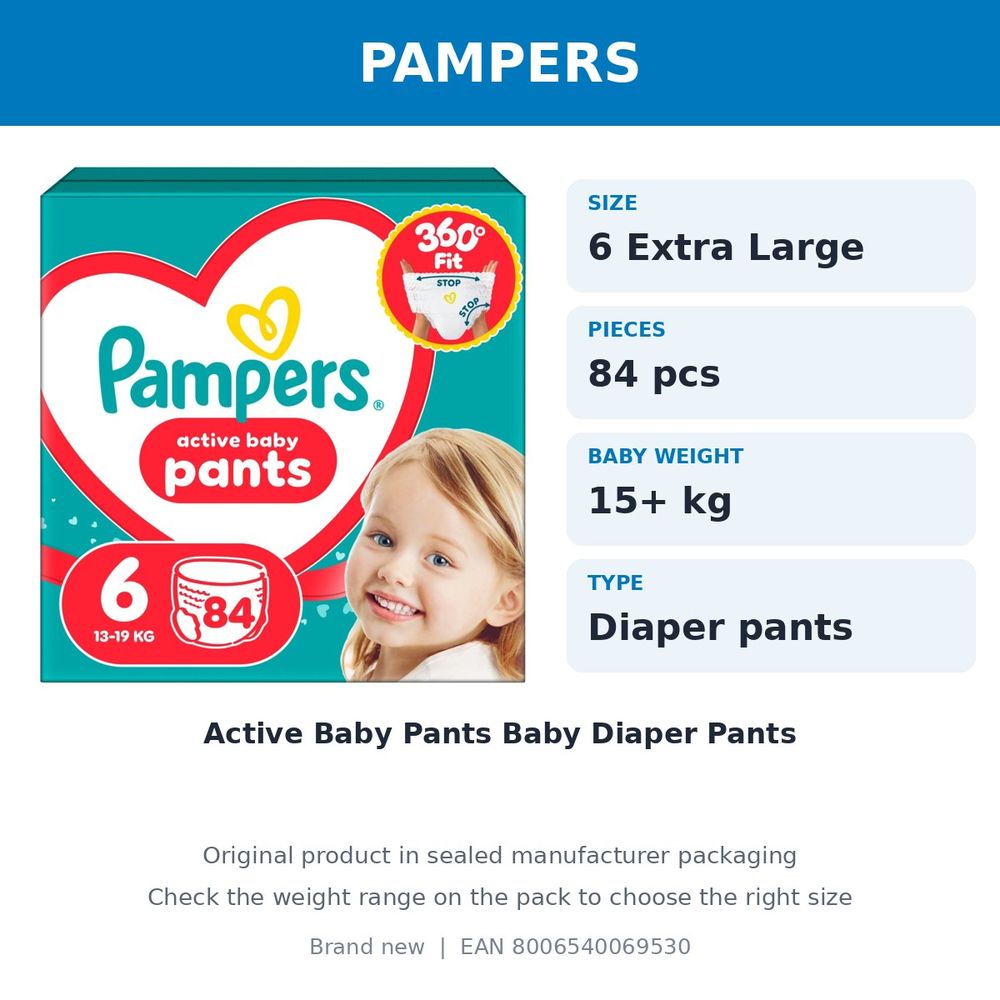 PAMPERS
360°
Fit
STOP
STOP
Pampers®
active baby
pants
6
84
13-19 KG
SIZE
6 Extra Large
PIECES
84 pcs
BABY WEIGHT
15+ kg
TYPE
Diaper pants
Active Baby Pants Baby Diaper Pants
Original product in sealed manufacturer packaging
Check the weight range on the pack to choose the right size
Brand new | EAN 8006540069530